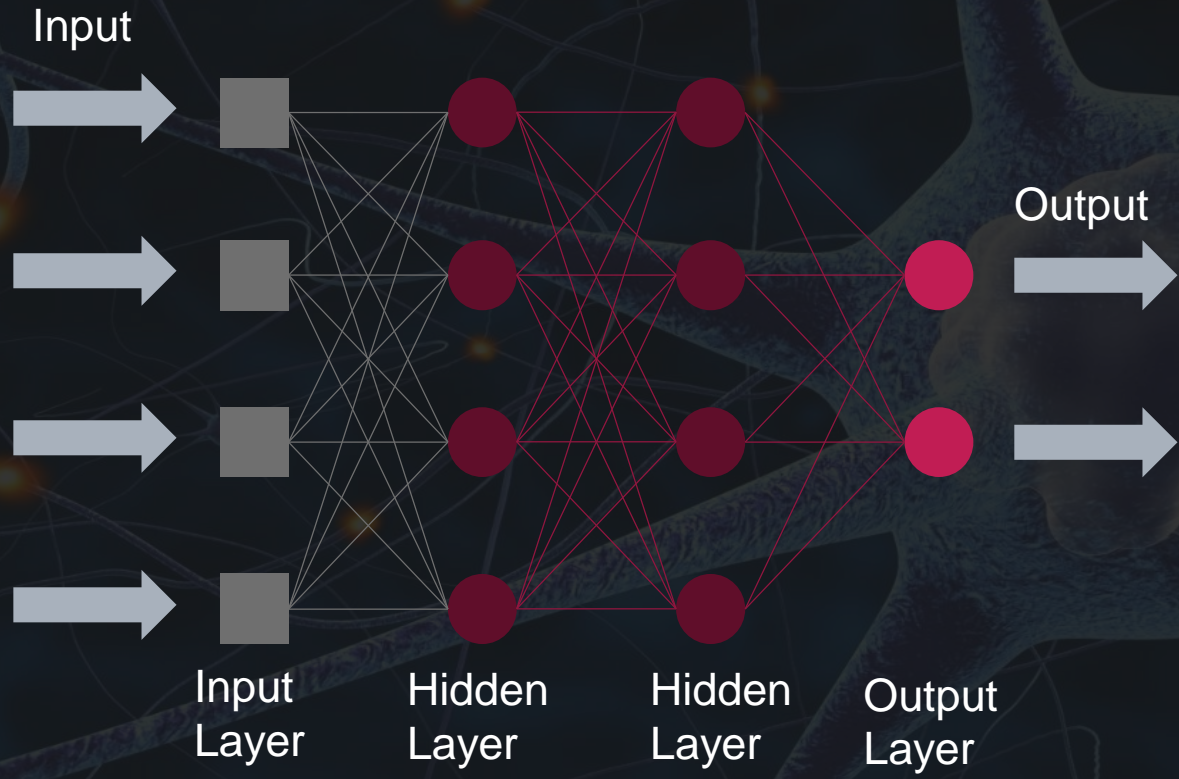 Input
Output
Input
Layer
Hidden
Layer
Hidden
Layer
Output
Layer